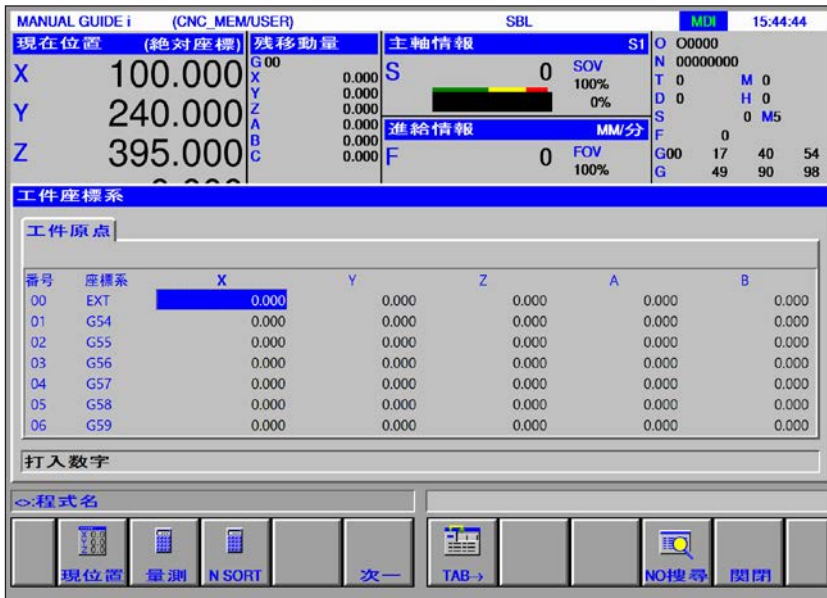 MANUAL GUIDE i (CNC_MEM/USER) SBL MDI 15:44:44
現在位置 (絶対座標) 残移動量 主軸情報 S1 O O0000
G 00 N 00000000
X 100.000 X 0.000 S 0 SOV 100% 0% T 0 M 0
Y 0.000 D 0 H 0
Y 240.000 Z 0.000 S 0 M5
A 0.000 進給情報 MM/分 F 0
Z 395.000 B 0.000 F 0 FOV 100% G00 17 40 54
C 0.000 G 49 90 98
工件座標系
工件原点
番号 座標系 X Y Z A B
00 EXT 0.000 0.000 0.000 0.000 0.000
01 G54 0.000 0.000 0.000 0.000 0.000
02 G55 0.000 0.000 0.000 0.000 0.000
03 G56 0.000 0.000 0.000 0.000 0.000
04 G57 0.000 0.000 0.000 0.000 0.000
05 G58 0.000 0.000 0.000 0.000 0.000
06 G59 0.000 0.000 0.000 0.000 0.000
打入数字
<>:程式名
現位置 量測 N SORT 次一 TAB→ NO搜尋 関閉